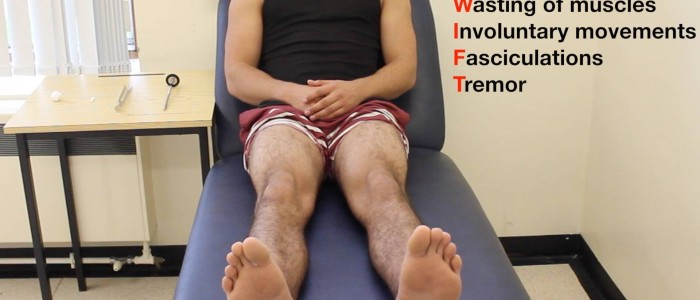 Wasting of muscles
Involuntary movements
Fasciculations
Tremor